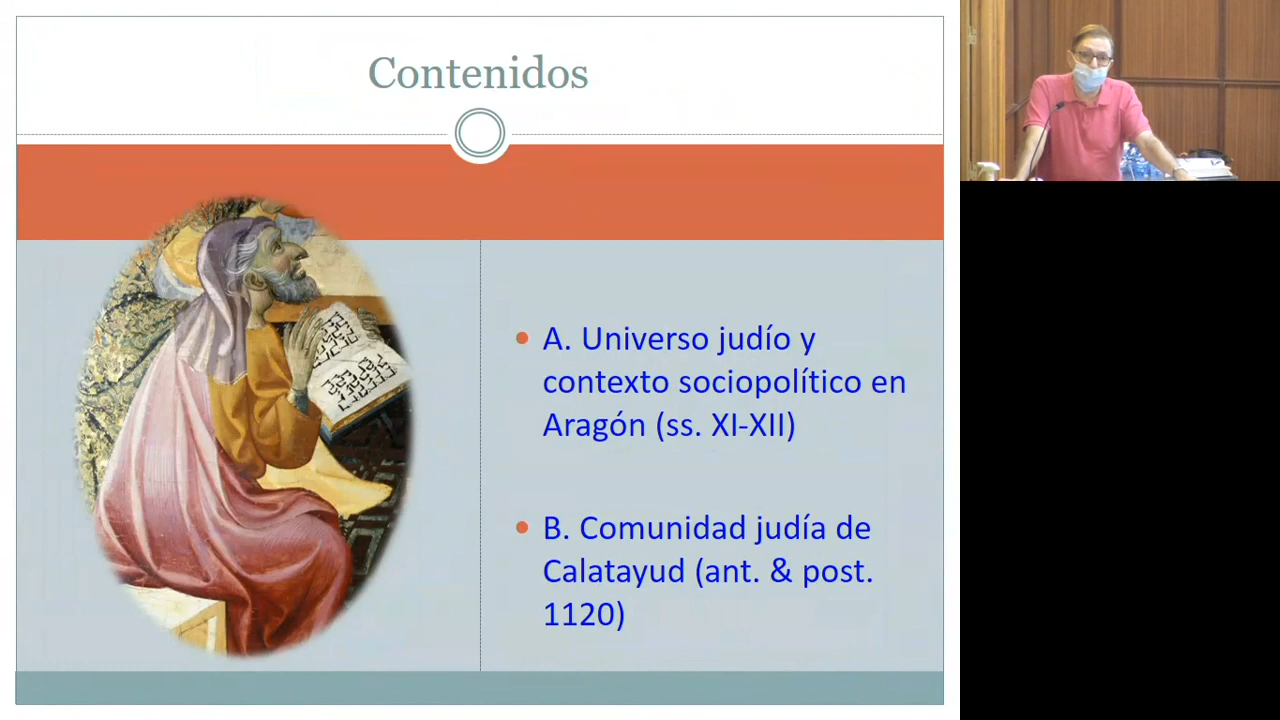 Contenidos
• A. Universo judío y
contexto sociopolítico en
Aragón (ss. XI-XII)
• B. Comunidad judía de
Calatayud (ant. & post.
1120)